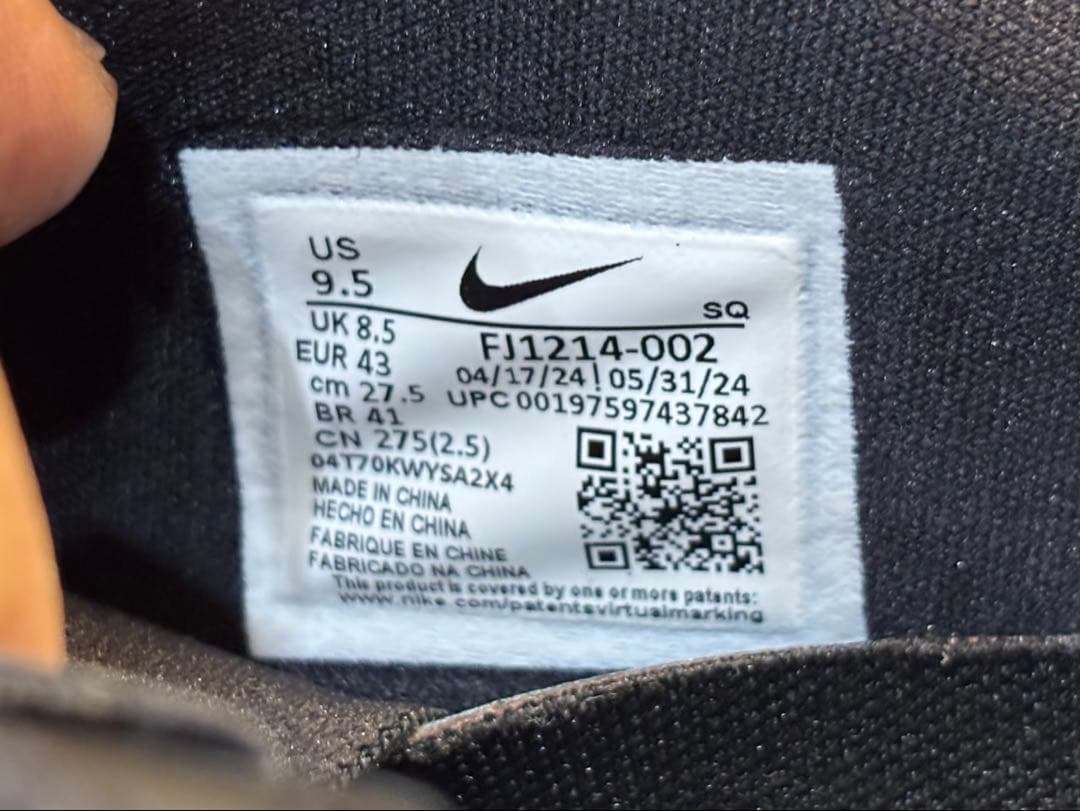 US
9.5
SQ
UK 8.5
FJ1214-002
EUR 43
04/17/24 | 05/31/24
cm 27.5
UPC 00197597437842
BR 41
CN 275(2.5)
04T70KWYSA2X4
MADE IN CHINA
HECHO EN CHINA
FABRIQUE EN CHINE
FABRICADO NA CHINA
This product is covered by one or more patents:
www.nike.com/patentsvirtualmarking